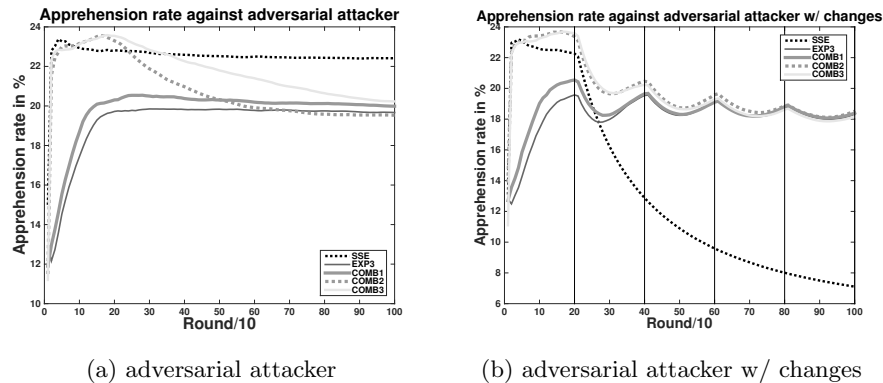 Apprehension rate against adversarial attacker
Apprehension rate in %
24
22
20
18
16
14
12
10
0
10
20
30
40
50
60
70
80
90
100
Round/10
SSE
EXP3
COMB1
COMB2
COMB3
(a) adversarial attacker
Apprehension rate against adversarial attacker w/ changes
Apprehension rate in %
24
22
20
18
16
14
12
10
8
6
0
10
20
30
40
50
60
70
80
90
100
Round/10
SSE
EXP3
COMB1
COMB2
COMB3
(b) adversarial attacker w/ changes